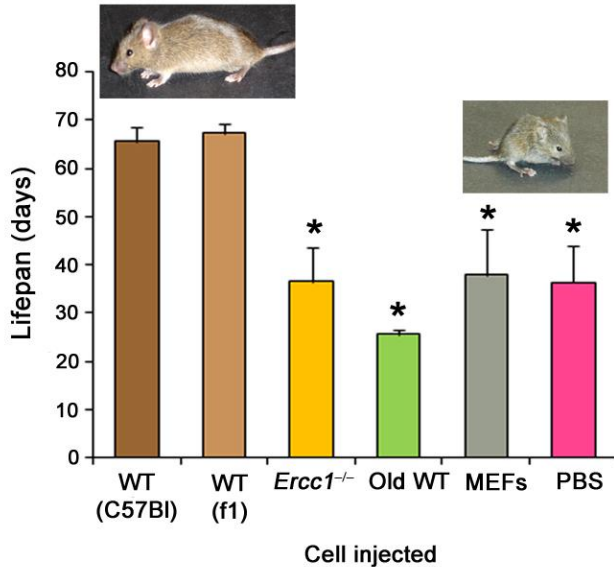 80
70
60
50
40
30
20
10
0
Lifepan (days)
*
*
*
*
WT
(C57Bl)
WT
(f1)
Ercc1⁻/⁻
Old WT
MEFs
PBS
Cell injected